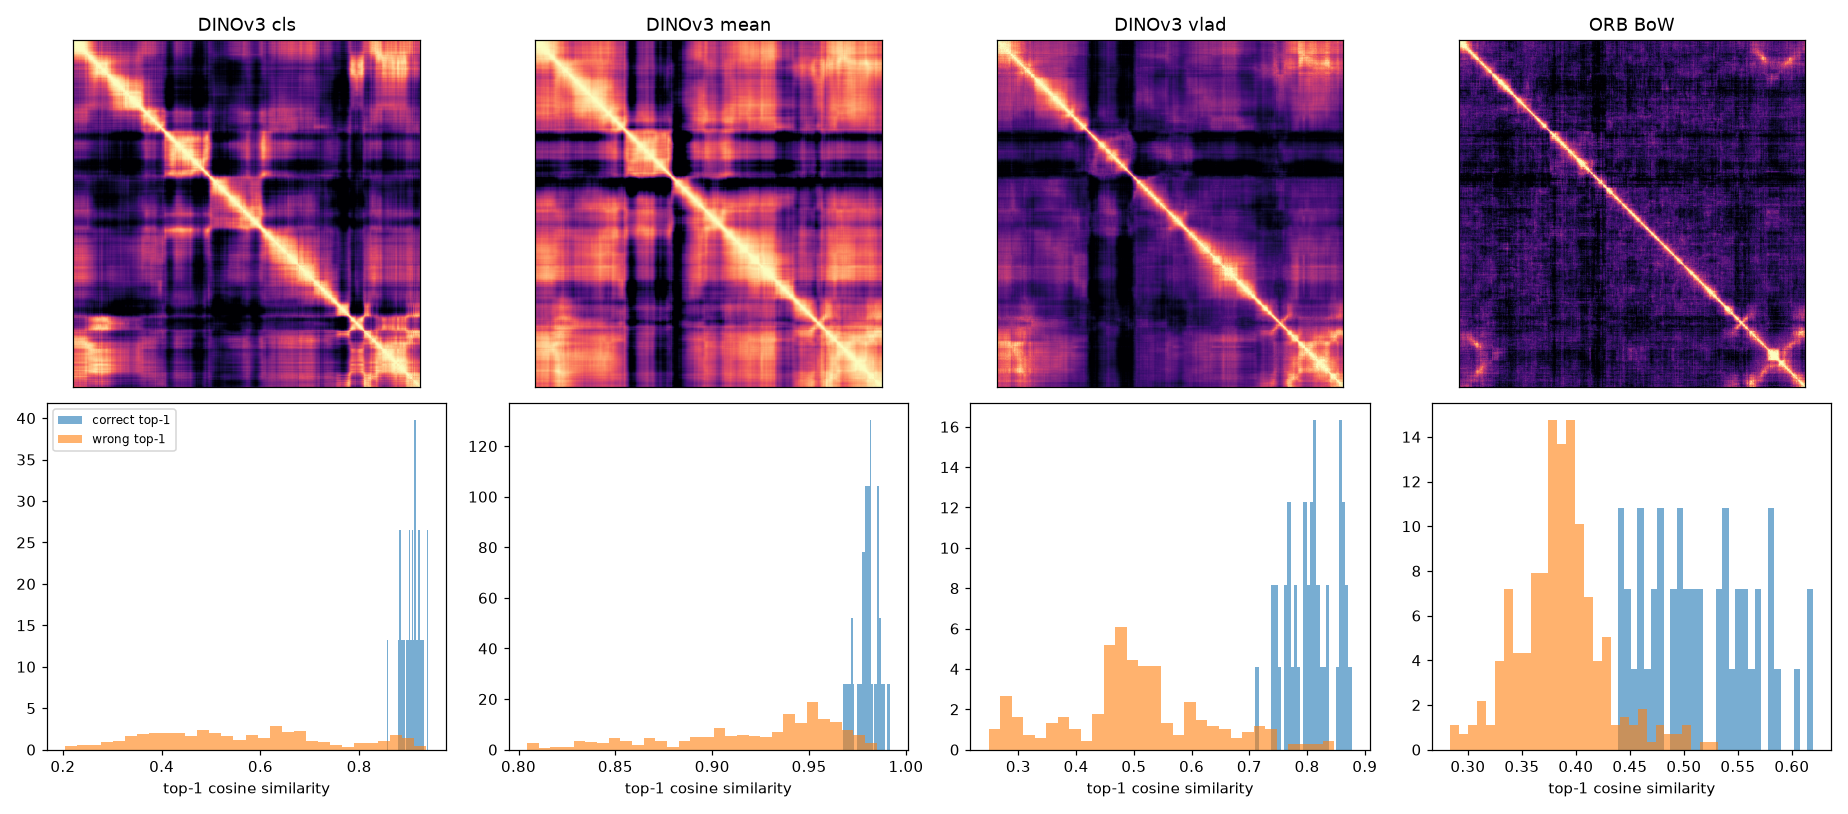 DINOv3 cls
DINOv3 mean
DINOv3 vlad
ORB BoW
40
35
30
25
20
15
10
5
0
correct top-1
wrong top-1
0.2 0.4 0.6 0.8
top-1 cosine similarity
120
100
80
60
40
20
0
0.80 0.85 0.90 0.95 1.00
top-1 cosine similarity
16
14
12
10
8
6
4
2
0
0.3 0.4 0.5 0.6 0.7 0.8 0.9
top-1 cosine similarity
14
12
10
8
6
4
2
0
0.30 0.35 0.40 0.45 0.50 0.55 0.60
top-1 cosine similarity